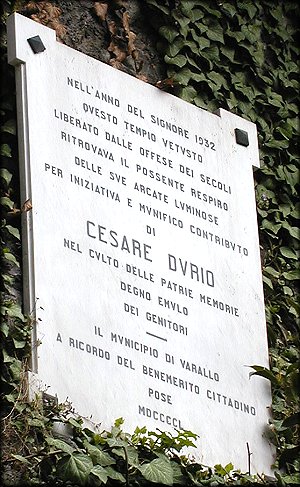 NELL'ANNO DEL SIGNORE 1932
QVESTO TEMPIO VETVSTO
LIBERATO DALLE OFFESE DEI SECOLI
RITROVAVA IL POSSENTE RESPIRO
DELLE SVE ARCATE LVMINOSE
PER INIZIATIVA E MVNIFICO CONTRIBVTO
DI
CESARE DVRIO
NEL CVLTO DELLE PATRIE MEMORIE
DEGNO EMVLO
DEI GENITORI
IL MVNICIPIO DI VARALLO
A RICORDO DEL BENEMERITO CITTADINO
POSE
MDCCCCL